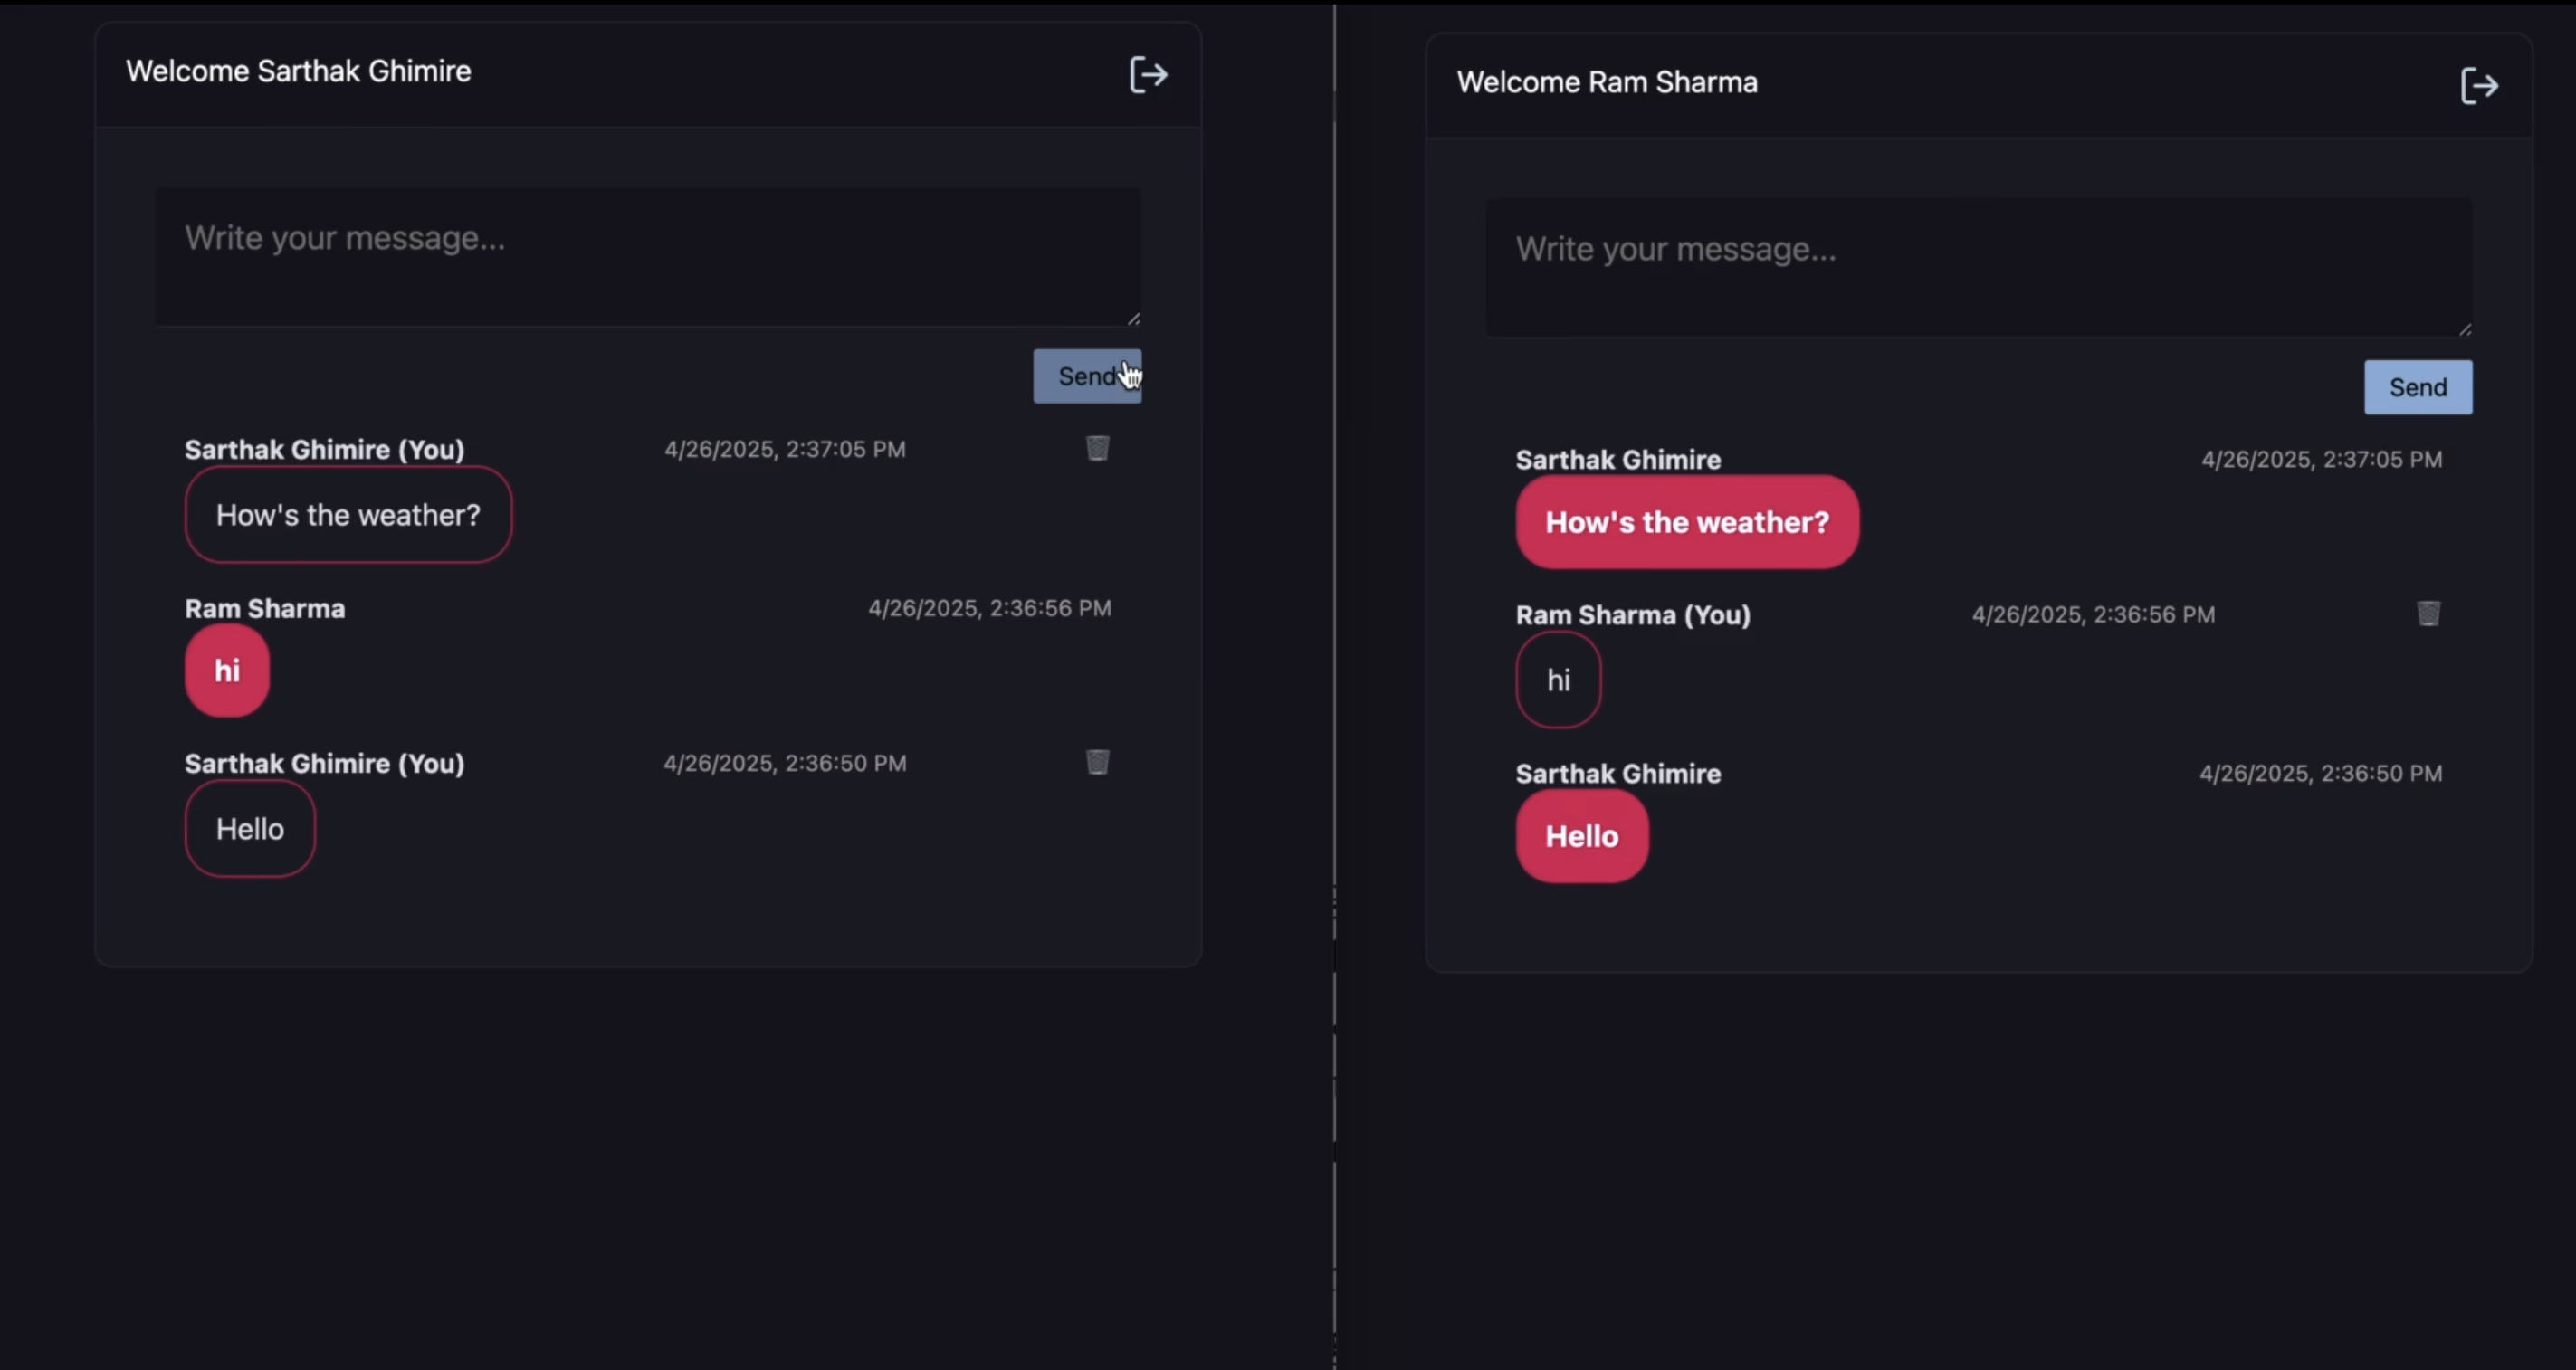 Welcome Sarthak Ghimire
Write your message...
Send
Sarthak Ghimire (You) 4/26/2025, 2:37:05 PM
How's the weather?
Ram Sharma 4/26/2025, 2:36:56 PM
hi
Sarthak Ghimire (You) 4/26/2025, 2:36:50 PM
Hello
Welcome Ram Sharma
Write your message...
Send
Sarthak Ghimire 4/26/2025, 2:37:05 PM
How's the weather?
Ram Sharma (You) 4/26/2025, 2:36:56 PM
hi
Sarthak Ghimire 4/26/2025, 2:36:50 PM
Hello